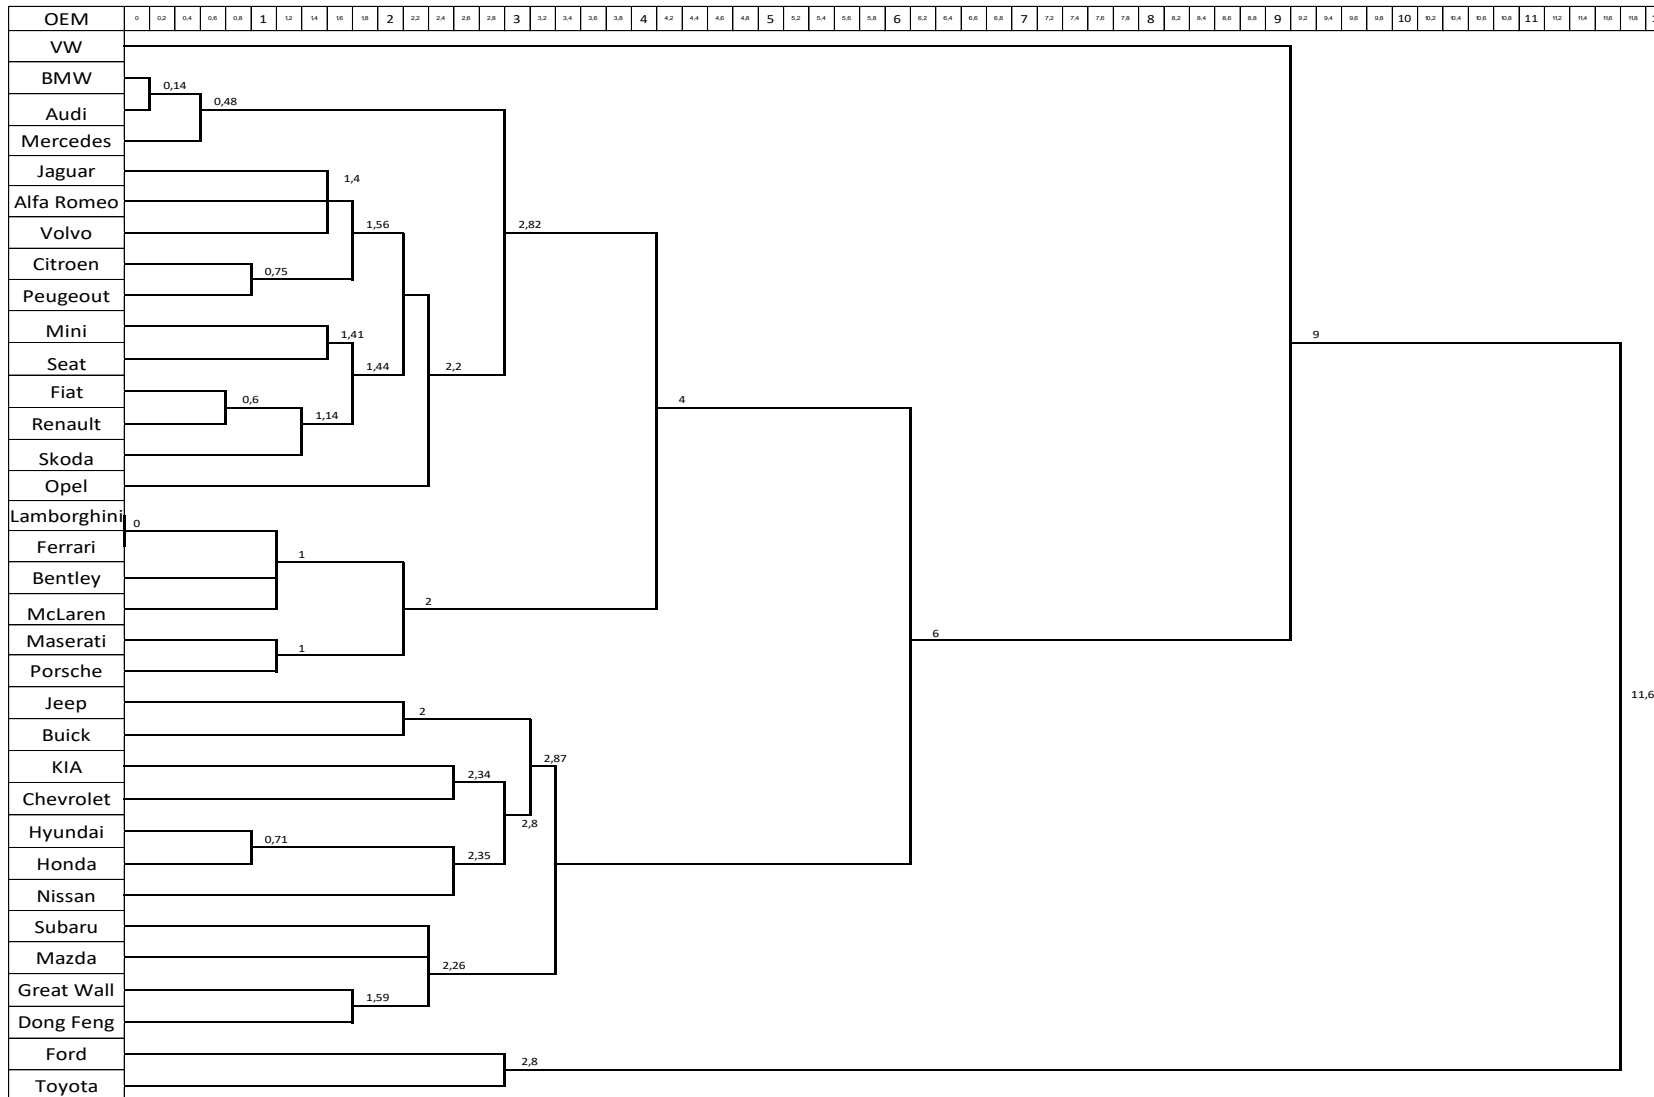 OEM 0 0,2 0,4 0,6 0,8 1 1,2 1,4 1,6 1,8 2 2,2 2,4 2,6 2,8 3 3,2 3,4 3,6 3,8 4 4,2 4,4 4,6 4,8 5 5,2 5,4 5,6 5,8 6 6,2 6,4 6,6 6,8 7 7,2 7,4 7,6 7,8 8 8,2 8,4 8,6 8,8 9 9,2 9,4 9,6 9,8 10 10,2 10,4 10,6 10,8 11 11,2 11,4 11,6 11,8
VW
BMW
0,14
0,48
Audi
Mercedes
Jaguar
1,4
Alfa Romeo
1,56 2,82
Volvo
Citroen
0,75
Peugeout
Mini
1,41 9
Seat
1,44 2,2
Fiat
0,6 4
Renault
1,14
Skoda
Opel
Lamborghini
0
Ferrari
1
Bentley
2
McLaren
Maserati
6
1
Porsche
11,6
Jeep
2
Buick
2,87
KIA
2,34
Chevrolet
2,8
Hyundai
0,71
Honda
2,35
Nissan
Subaru
Mazda
2,26
Great Wall
1,59
Dong Feng
Ford
2,8
Toyota